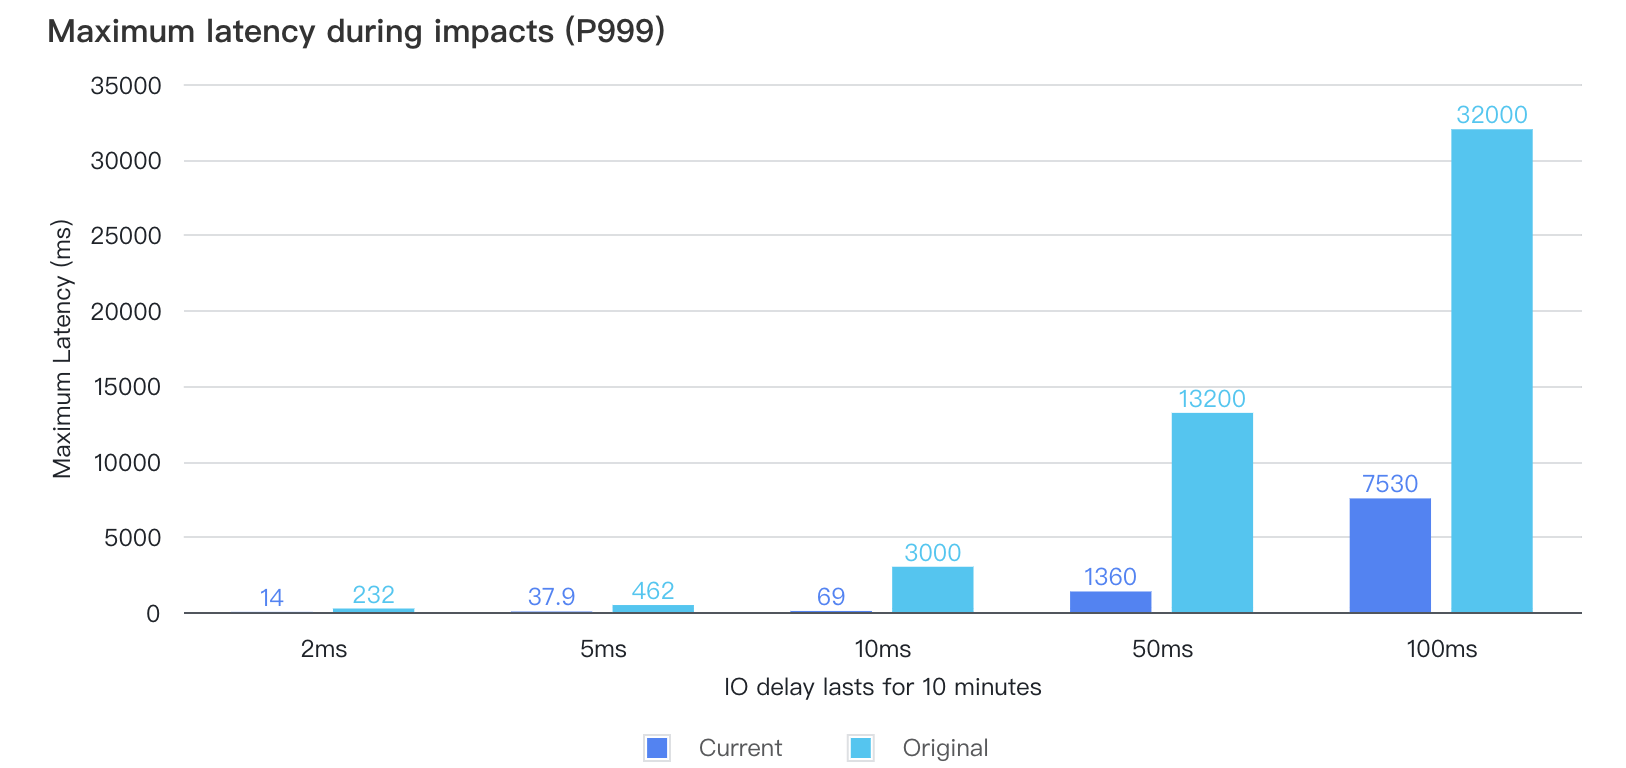 Maximum latency during impacts (P999)
35000
30000
25000
20000
15000
10000
5000
0
Maximum Latency (ms)
14
232
37.9
462
69
3000
1360
13200
7530
32000
2ms
5ms
10ms
50ms
100ms
IO delay lasts for 10 minutes
Current
Original